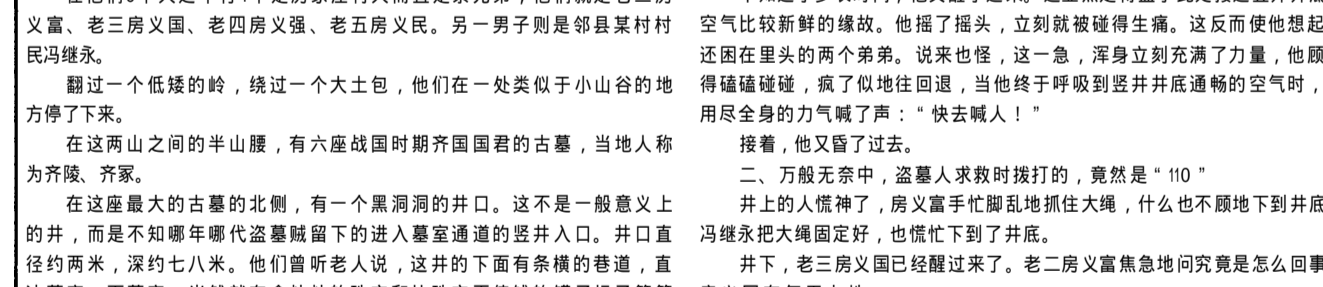 义富、老三房义国、老四房义强、老五房义民。另一男子则是邻县某村村
民冯继永。
翻过一个低矮的岭，绕过一个大土包，他们在一处类似于小山谷的地
方停了下来。
在这两山之间的半山腰，有六座战国时期齐国国君的古墓，当地人称
为齐陵、齐冢。
在这座最大的古墓的北侧，有一个黑洞洞的井口。这不是一般意义上
的井，而是不知哪年哪代盗墓贼留下的进入墓室通道的竖井入口。井口直
径约两米，深约七八米。他们曾听老人说，这井的下面有条横的巷道，直
空气比较新鲜的缘故。他摇了摇头，立刻就被碰得生痛。这反而使他想起
还困在里头的两个弟弟。说来也怪，这一急，浑身立刻充满了力量，他顾
得磕磕碰碰，疯了似地往回退，当他终于呼吸到竖井井底通畅的空气时，
用尽全身的力气喊了声：“快去喊人！”
接着，他又昏了过去。
二、万般无奈中，盗墓人求救时拨打的，竟然是“110”
井上的人慌神了，房义富手忙脚乱地抓住大绳，什么也不顾地下到井底
冯继永把大绳固定好，也慌忙下到了井底。
井下，老三房义国已经醒过来了。老二房义富焦急地问究竟是怎么回事